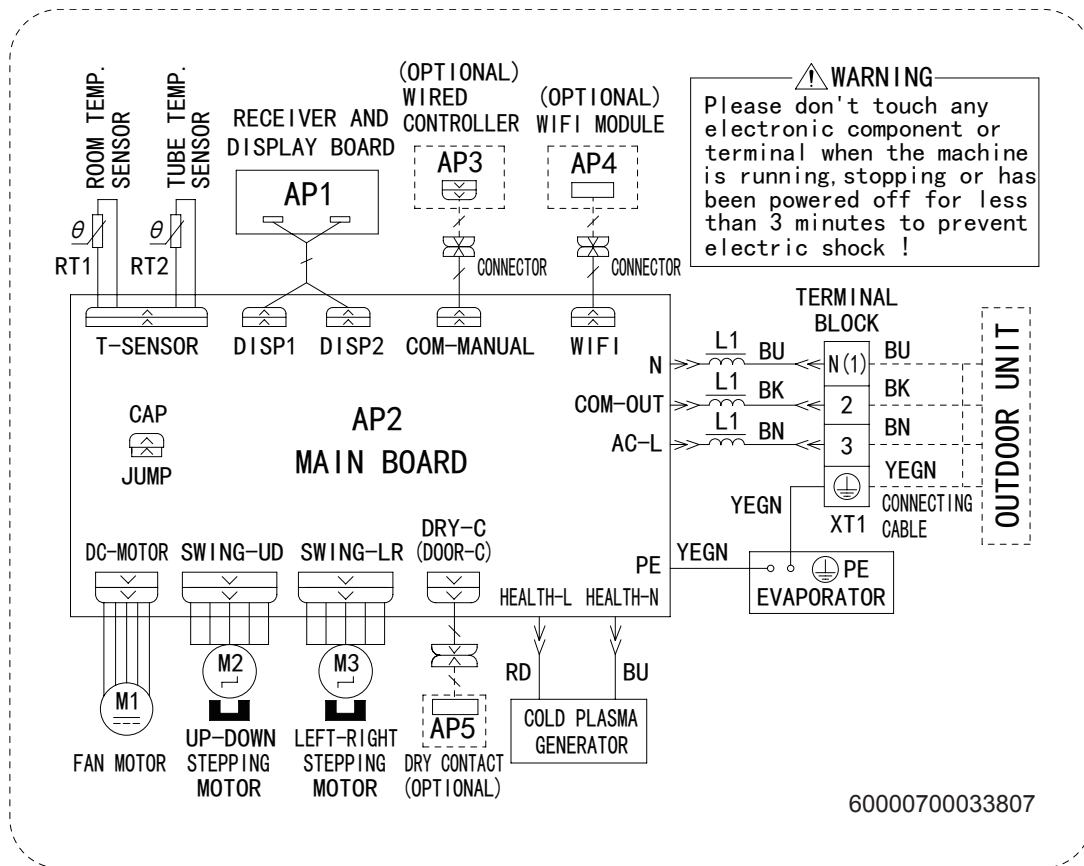 ROOM TEMP.
SENSOR
TUBE TEMP.
SENSOR
θ
RT1
θ
RT2
RECEIVER AND
DISPLAY BOARD
AP1
(OPTIONAL)
WIRED
CONTROLLER
AP3
CONNECTOR
(OPTIONAL)
WIFI MODULE
AP4
CONNECTOR
WARNING
Please don't touch any
electronic component or
terminal when the machine
is running,stopping or has
been powered off for less
than 3 minutes to prevent
electric shock !
T-SENSOR
DISP1
DISP2
COM-MANUAL
WIFI
TERMINAL
BLOCK
N
L1
BU
N(1)
BU
COM-OUT
L1
BK
2
BK
AC-L
L1
BN
3
BN
YEGN
YEGN
XT1
CONNECTING
CABLE
OUTDOOR UNIT
CAP
JUMP
AP2
MAIN BOARD
DC-MOTOR
SWING-UD
SWING-LR
DRY-C
(DOOR-C)
HEALTH-L
HEALTH-N
PE
YEGN
PE
EVAPORATOR
M1
FAN MOTOR
M2
UP-DOWN
STEPPING
MOTOR
M3
LEFT-RIGHT
STEPPING
MOTOR
AP5
DRY CONTACT
(OPTIONAL)
RD
BU
COLD PLASMA
GENERATOR
60000700033807